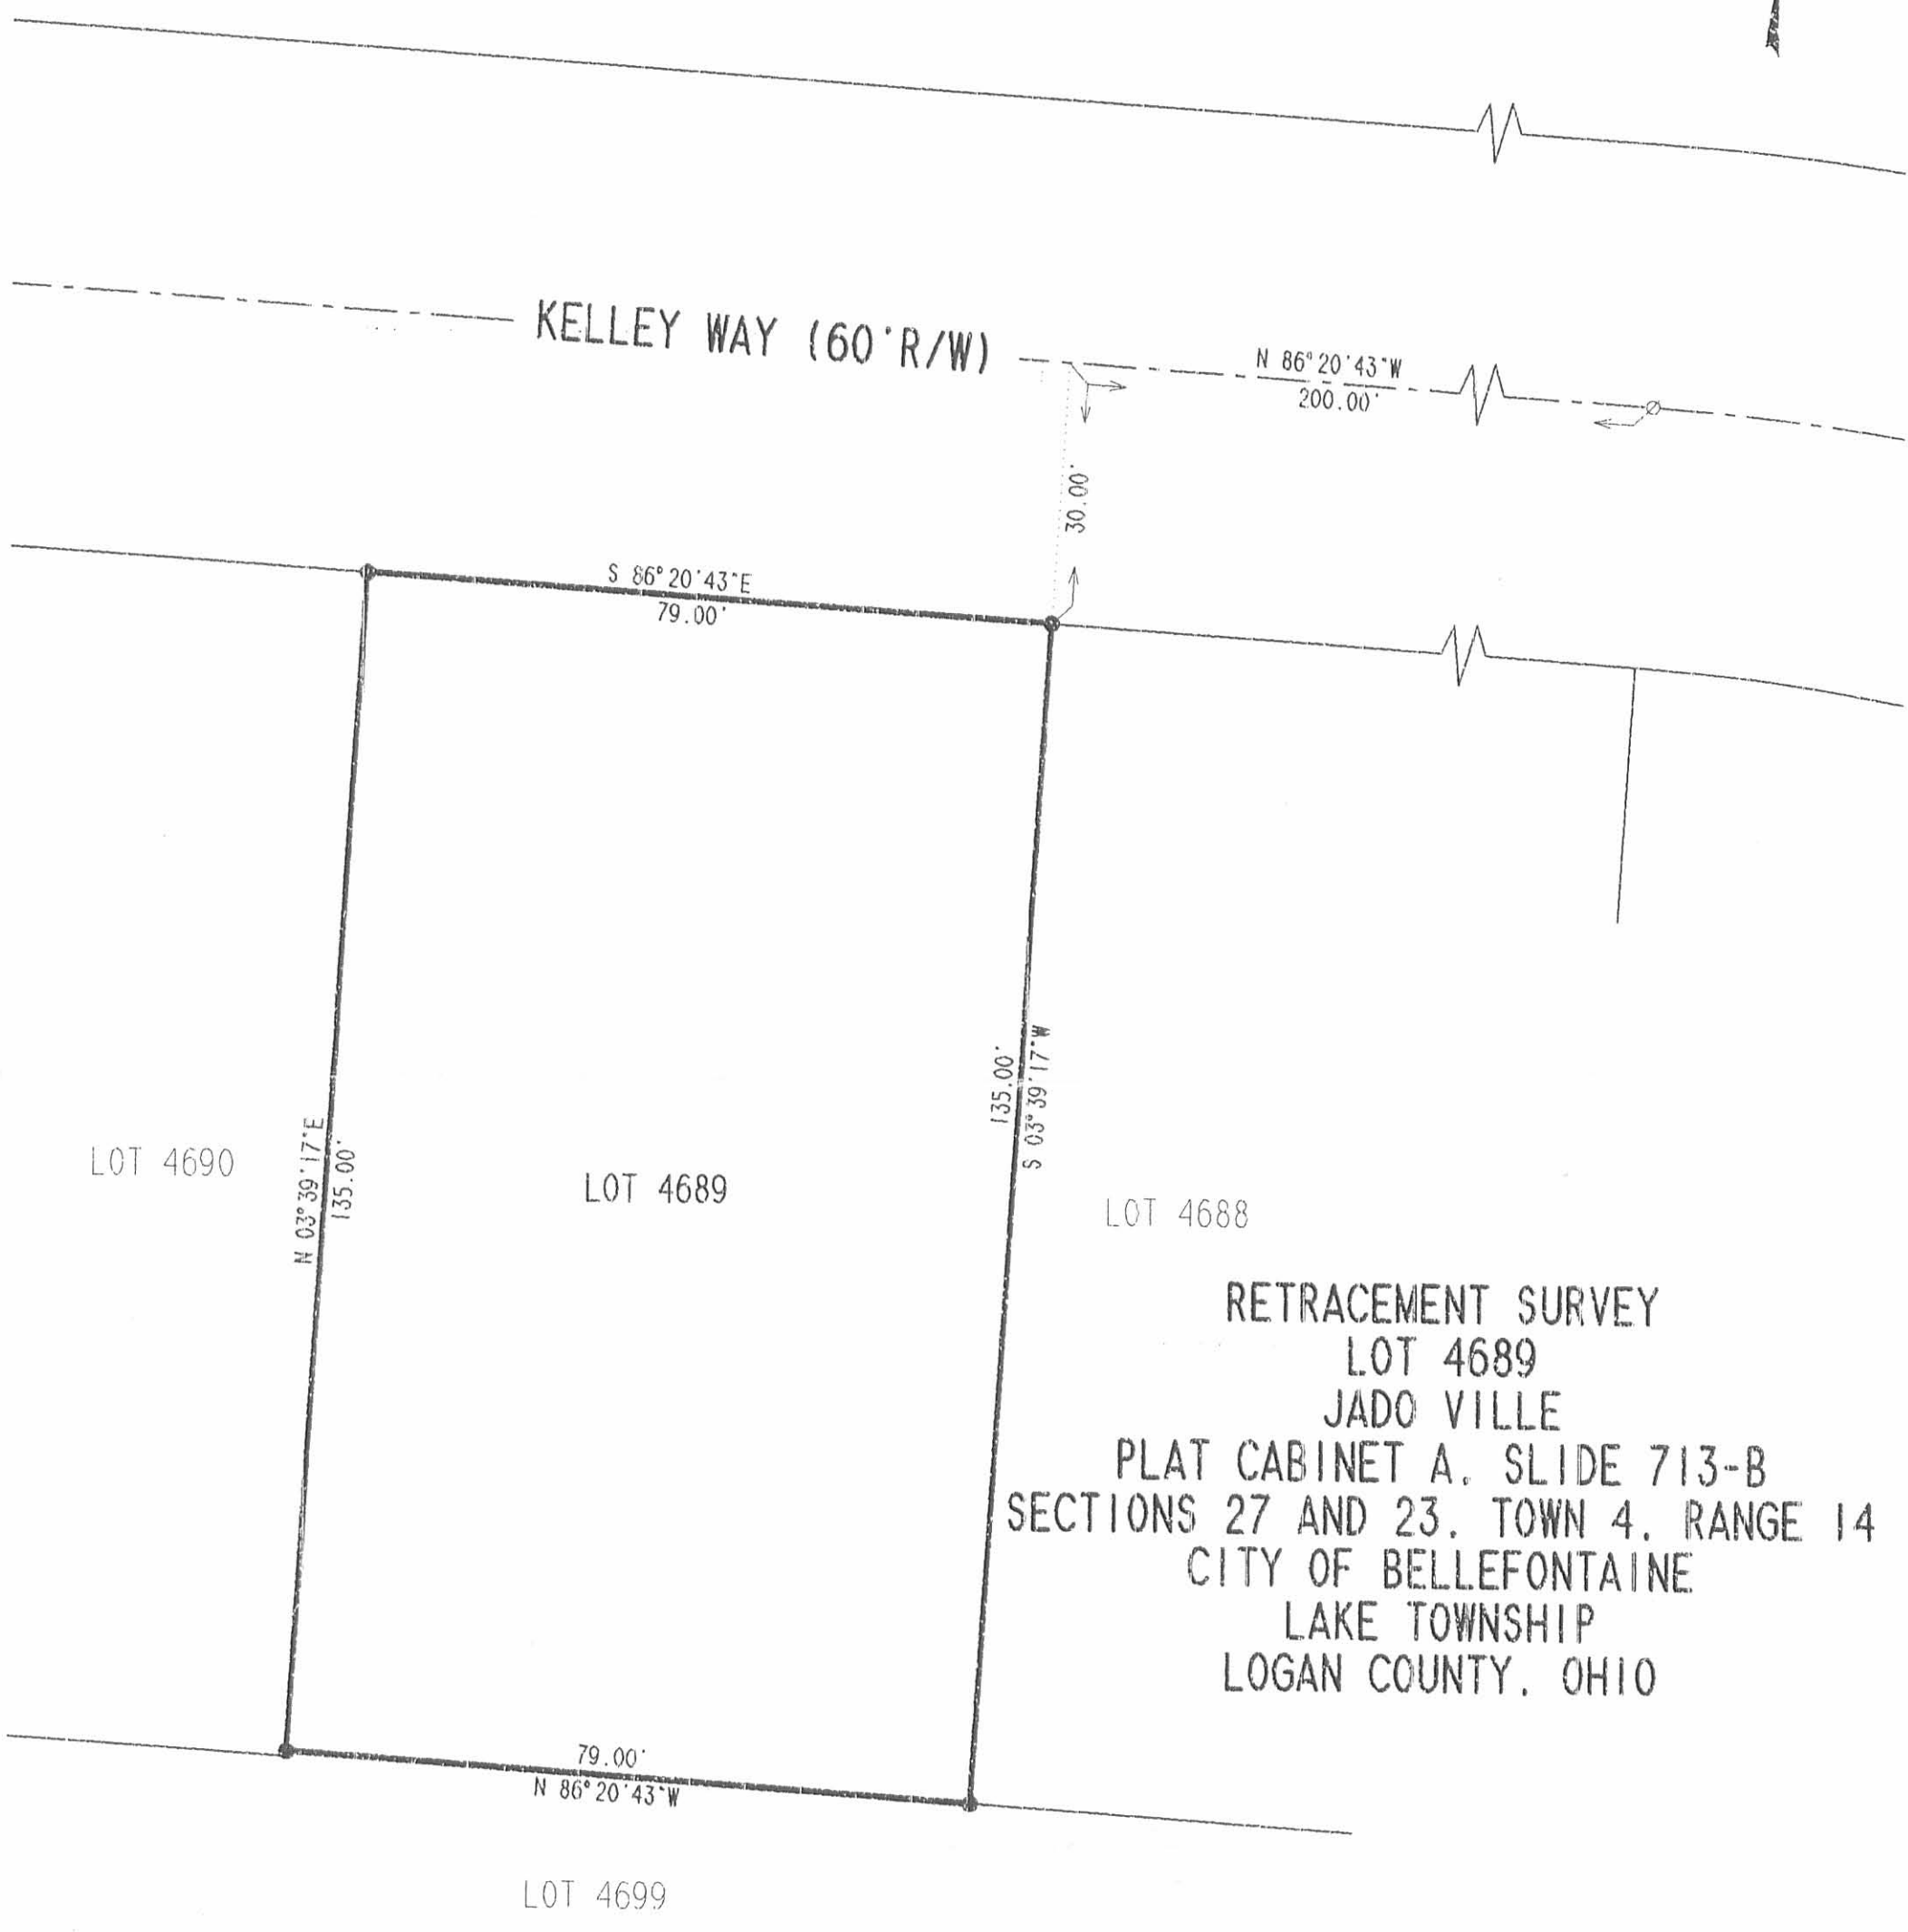 KELLEY WAY (60'R/W)
N 86°20'43"W
200.00'
30.00'
S 86°20'43"E
79.00'
N 03°39'17"E
135.00'
135.00'
S 03°39'17"W
LOT 4690
LOT 4689
LOT 4688
RETRACEMENT SURVEY
LOT 4689
JADO VILLE
PLAT CABINET A, SLIDE 713-B
SECTIONS 27 AND 23, TOWN 4, RANGE 14
CITY OF BELLEFONTAINE
LAKE TOWNSHIP
LOGAN COUNTY, OHIO
79.00'
N 86°20'43"W
LOT 4699